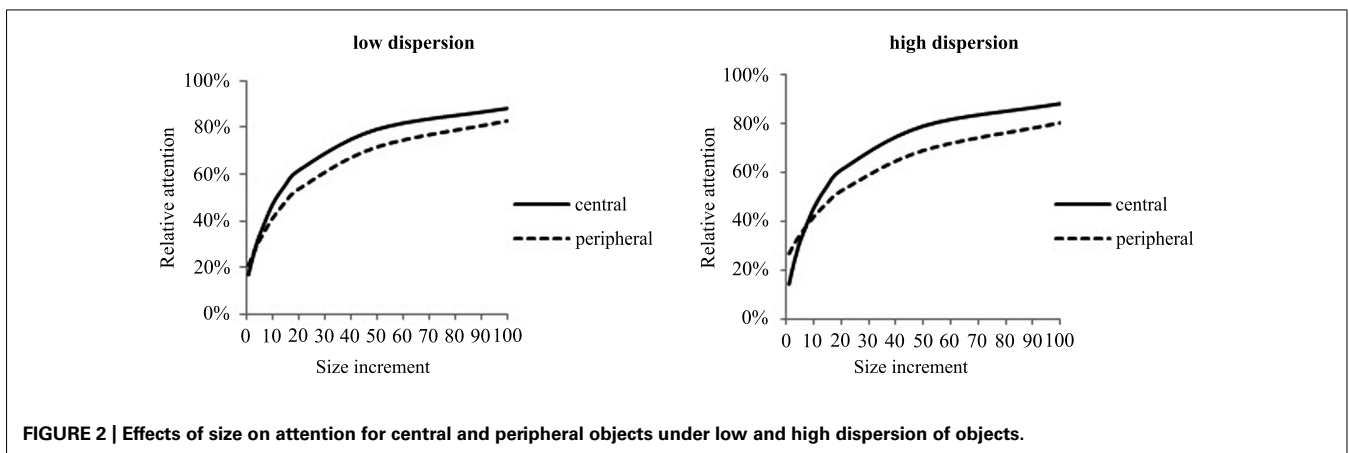 low dispersion
100%
80%
60%
40%
20%
0%
Relative attention
0 10 20 30 40 50 60 70 80 90 100
Size increment
central
peripheral
high dispersion
100%
80%
60%
40%
20%
0%
Relative attention
0 10 20 30 40 50 60 70 80 90 100
Size increment
central
peripheral
FIGURE 2 | Effects of size on attention for central and peripheral objects under low and high dispersion of objects.